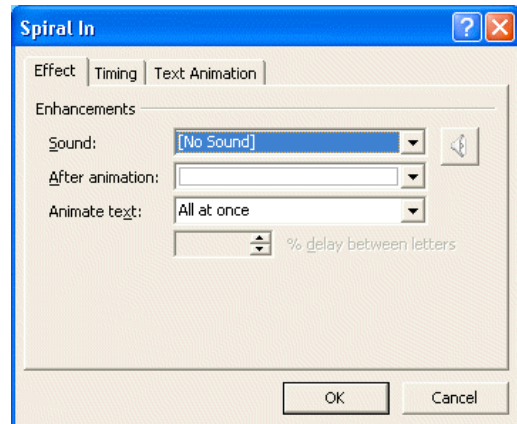 Spiral In
Effect Timing Text Animation
Enhancements
Sound: [No Sound]
After animation:
Animate text: All at once
% delay between letters
OK Cancel